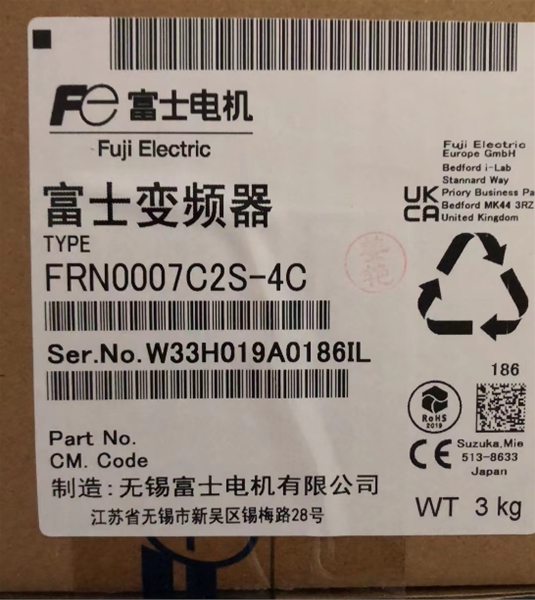 Fe 富士电机
Fuji Electric
富士变频器
TYPE
FRN0007C2S-4C
Ser.No.W33H019A0186IL
Part No.
CM. Code
制造:无锡富士电机有限公司
江苏省无锡市新吴区锡梅路28号
Fuji Electric
Europe GmbH
Bedford i-Lab
Stannard Way
Priory Business Pa
Bedford MK44 3RZ
United Kingdom
UK
CA
186
RoHS
2019
CE
Suzuka,Mie
513-8633
Japan
WT 3 kg